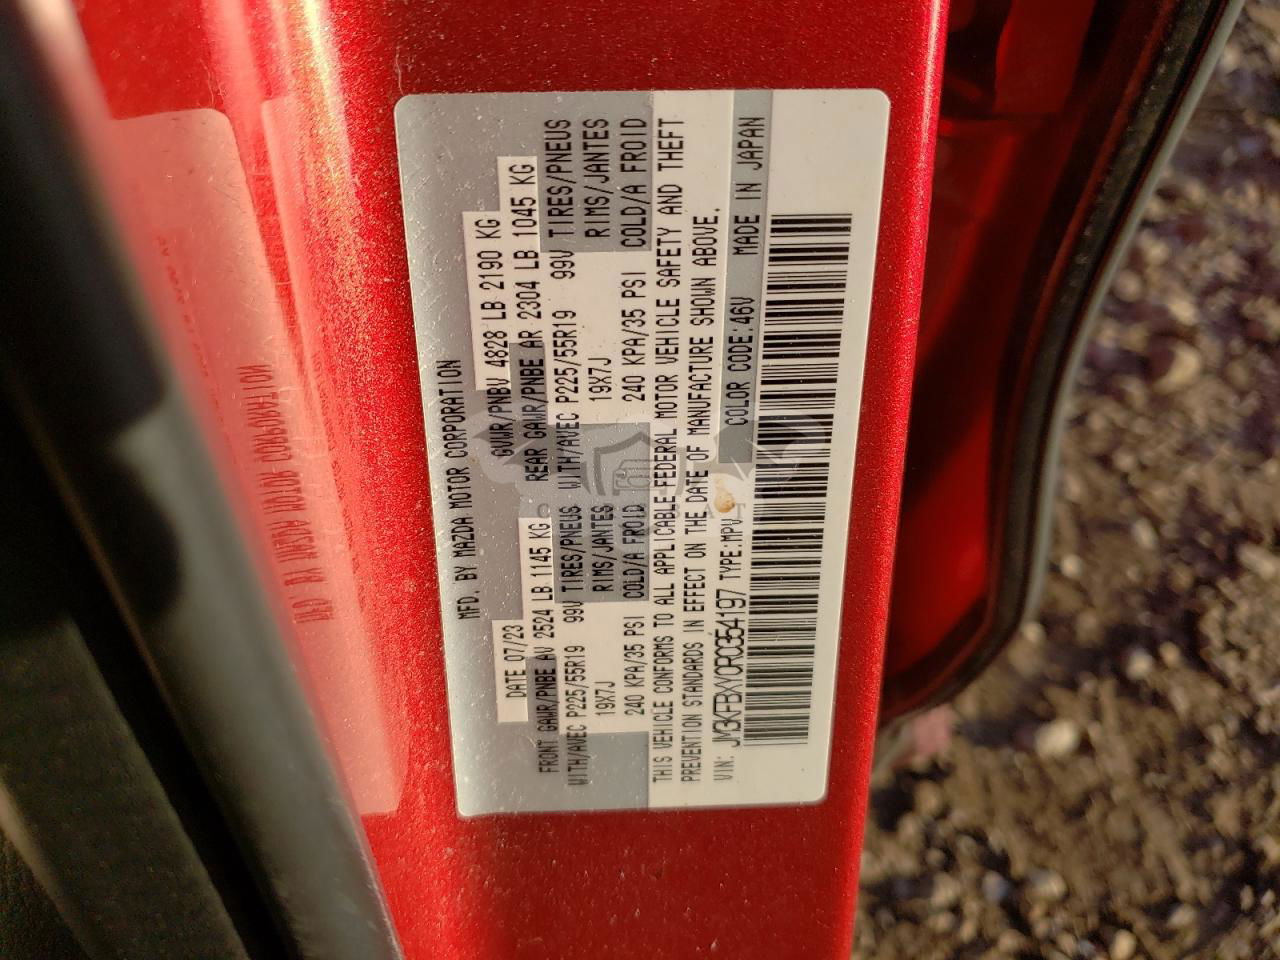 MFD. BY MAZDA MOTOR CORPORATION
DATE 07/23 GVWR/PNBV 4828 LB 2190 KG
FRONT GAWR/PNBE AV 2524 LB 1145 KG REAR GAWR/PNBE AR 2304 LB 1045 KG
WITH/AVEC P225/55R19 99V TIRES/PNEUS WITH/AVEC P225/55R19 99V TIRES/PNEUS
19X7J RIMS/JANTES 19X7J RIMS/JANTES
240 KPA/35 PSI COLD/A FROID 240 KPA/35 PSI COLD/A FROID
THIS VEHICLE CONFORMS TO ALL APPLICABLE FEDERAL MOTOR VEHICLE SAFETY AND THEFT
PREVENTION STANDARDS IN EFFECT ON THE DATE OF MANUFACTURE SHOWN ABOVE.
VIN: JM3KFBXY0R0354197 TYPE:MPV COLOR CODE:46V MADE IN JAPAN